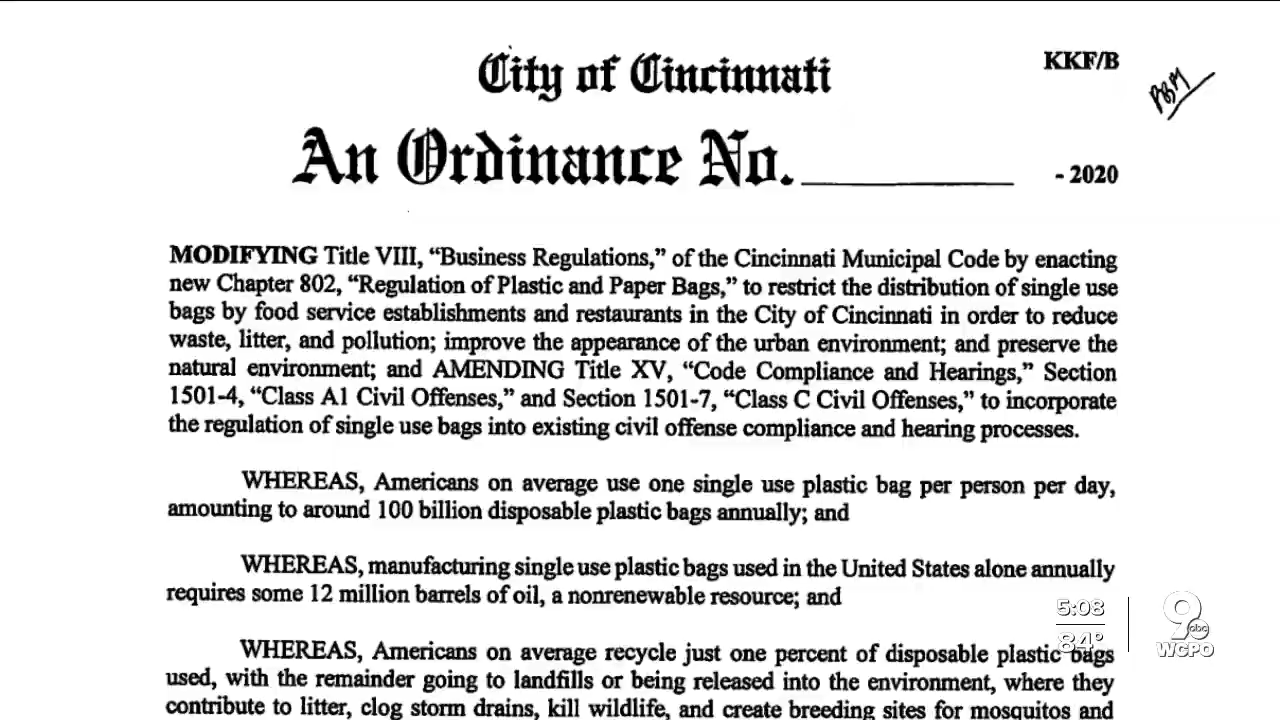 City of Cincinnati
KKF/B
BBM
An Ordinance No.
- 2020
MODIFYING Title VIII, “Business Regulations,” of the Cincinnati Municipal Code by enacting
new Chapter 802, “Regulation of Plastic and Paper Bags,” to restrict the distribution of single use
bags by food service establishments and restaurants in the City of Cincinnati in order to reduce
waste, litter, and pollution; improve the appearance of the urban environment; and preserve the
natural environment; and AMENDING Title XV, “Code Compliance and Hearings,” Section
1501-4, “Class A1 Civil Offenses,” and Section 1501-7, “Class C Civil Offenses,” to incorporate
the regulation of single use bags into existing civil offense compliance and hearing processes.
WHEREAS, Americans on average use one single use plastic bag per person per day,
amounting to around 100 billion disposable plastic bags annually; and
WHEREAS, manufacturing single use plastic bags used in the United States alone annually
requires some 12 million barrels of oil, a nonrenewable resource; and
WHEREAS, Americans on average recycle just one percent of disposable plastic bags
used, with the remainder going to landfills or being released into the environment, where they
contribute to litter, clog storm drains, kill wildlife, and create breeding sites for mosquitos and
5:08
84°
9
abc
WCPO